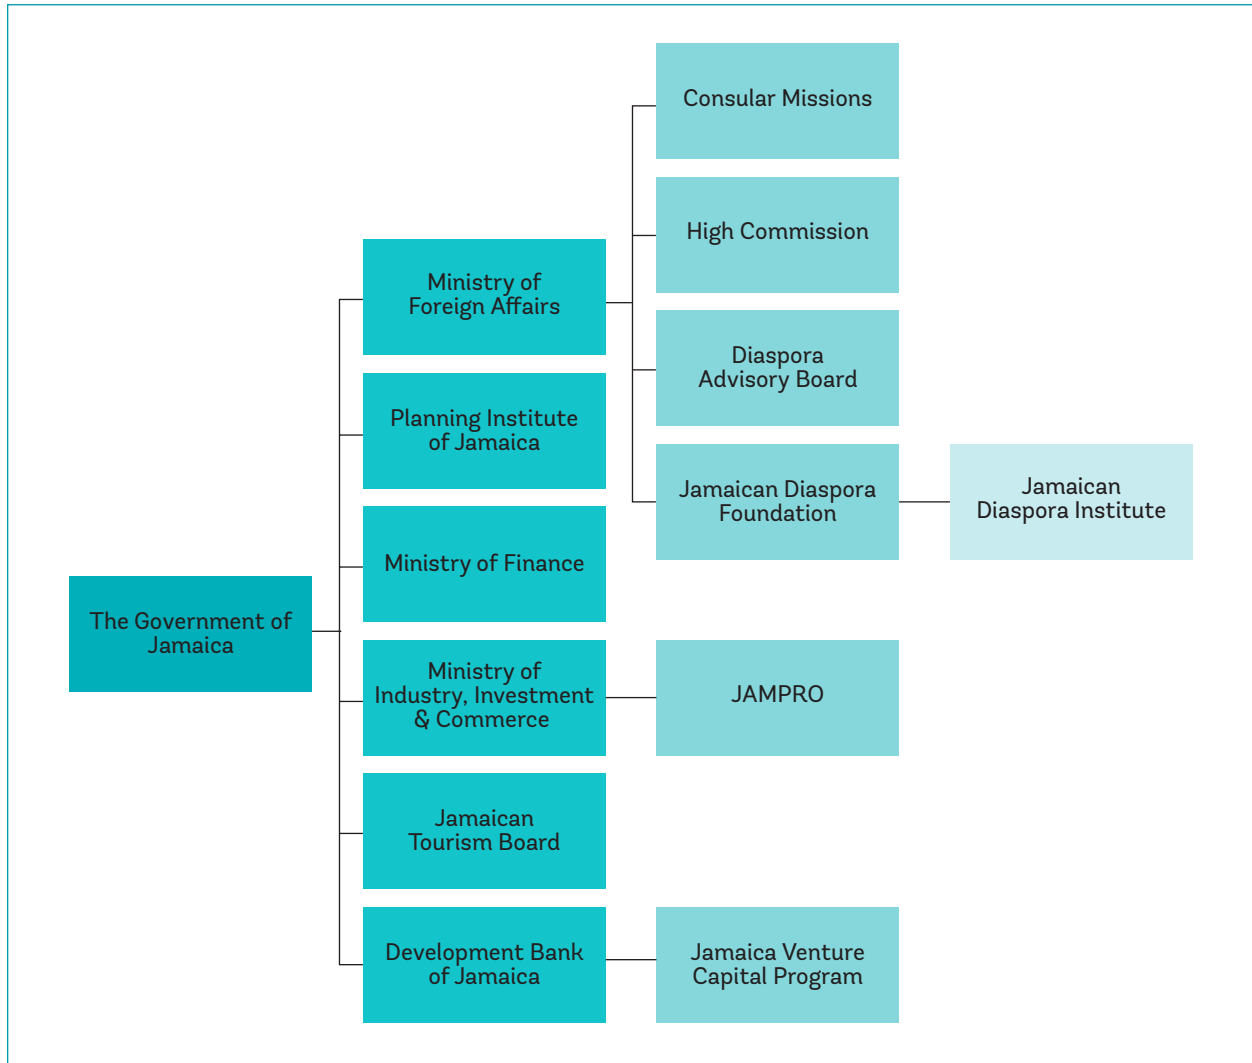 Consular Missions
High Commission
Ministry of
Foreign Affairs
Diaspora
Advisory Board
Planning Institute
of Jamaica
Jamaican Diaspora
Foundation
Jamaican
Diaspora Institute
Ministry of Finance
The Government of
Jamaica
Ministry of
Industry, Investment
& Commerce
JAMPRO
Jamaican
Tourism Board
Development Bank
of Jamaica
Jamaica Venture
Capital Program